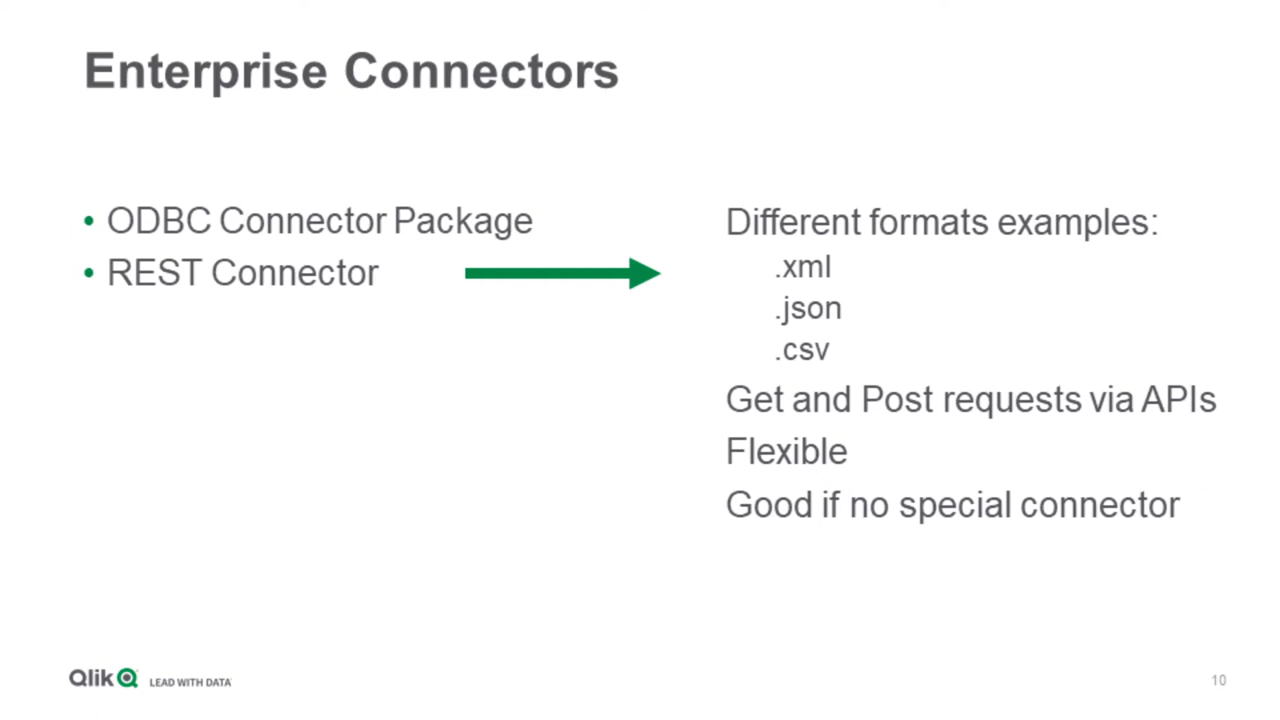 Enterprise Connectors
• ODBC Connector Package
• REST Connector
Different formats examples:
.xml
.json
.csv
Get and Post requests via APIs
Flexible
Good if no special connector
Qlik LEAD WITH DATA
10